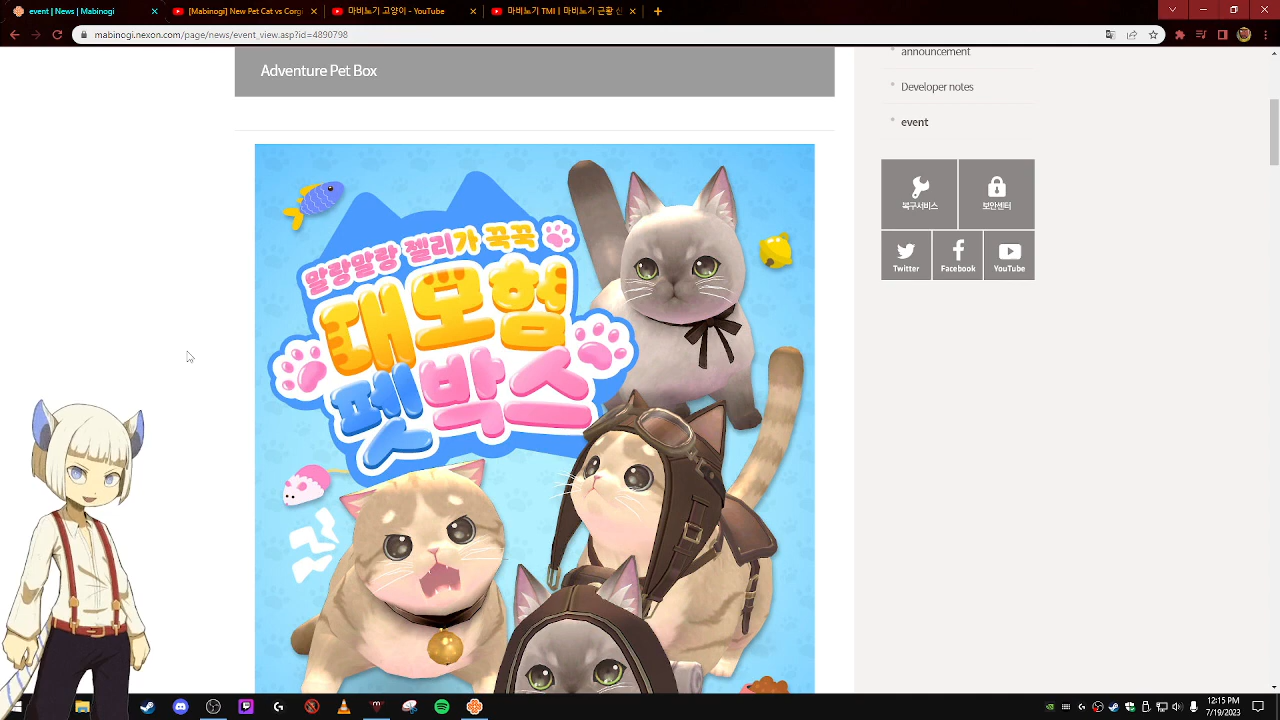 event | News | Mabinogi
[Mabinogi] New Pet Cat vs Corgi
마비노기 고양이 - YouTube
마비노기 TMI | 마비노기 근황 신
mabinogi.nexon.com/page/news/event_view.asp?id=4890798
Adventure Pet Box
announcement
Developer notes
event
복구서비스
보안센터
Twitter
Facebook
YouTube
말랑말랑 젤리가 꾹꾹
대모험
펫박스
12:15 PM
7/19/2023